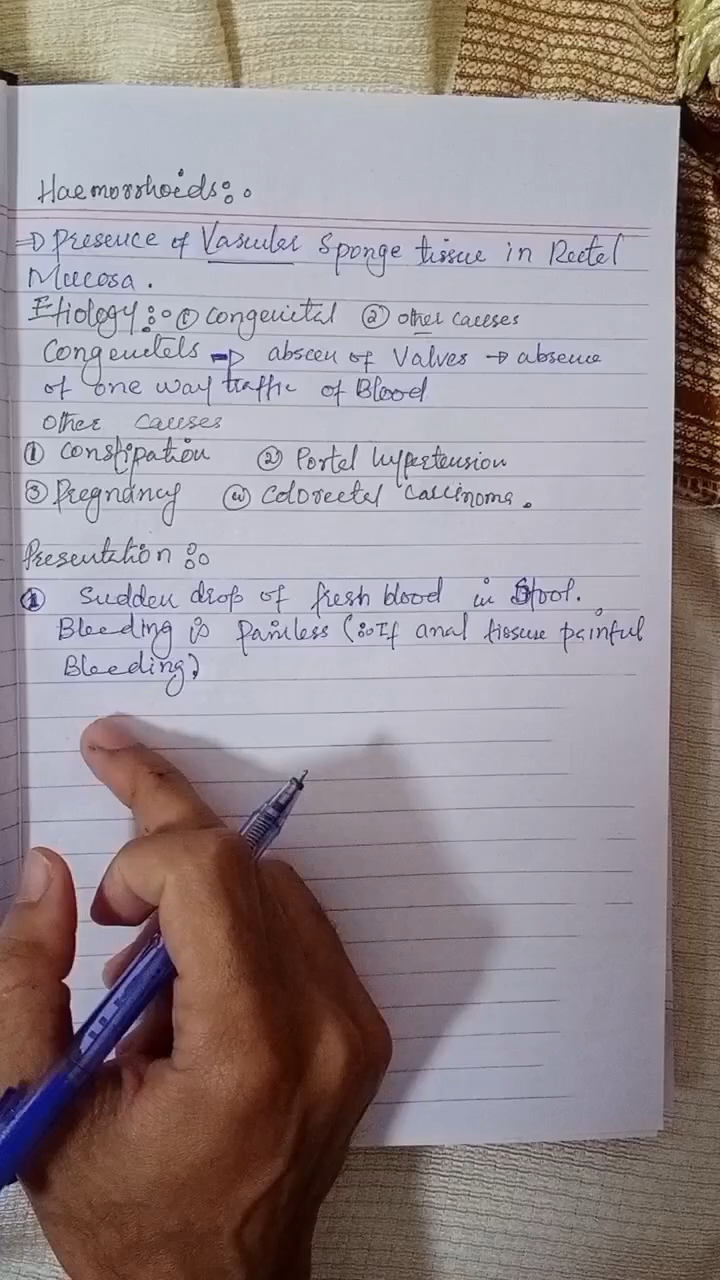 Haemorrhoids:
⇒ Presence of Vascular Sponge tissue in Rectal
Mucosa.
Etiology: ① Congenital ② other causes
Congenitals → absceu of Valves → absence
of one way traffic of Blood
Other Causes
① Constipation ② Portal hypertension
③ Pregnancy ④ Colorectal Carcinoma.
Presentation:
① Sudden drop of fresh blood in Stool.
Bleeding is Painless (∵ If anal fissure painful
Bleeding)